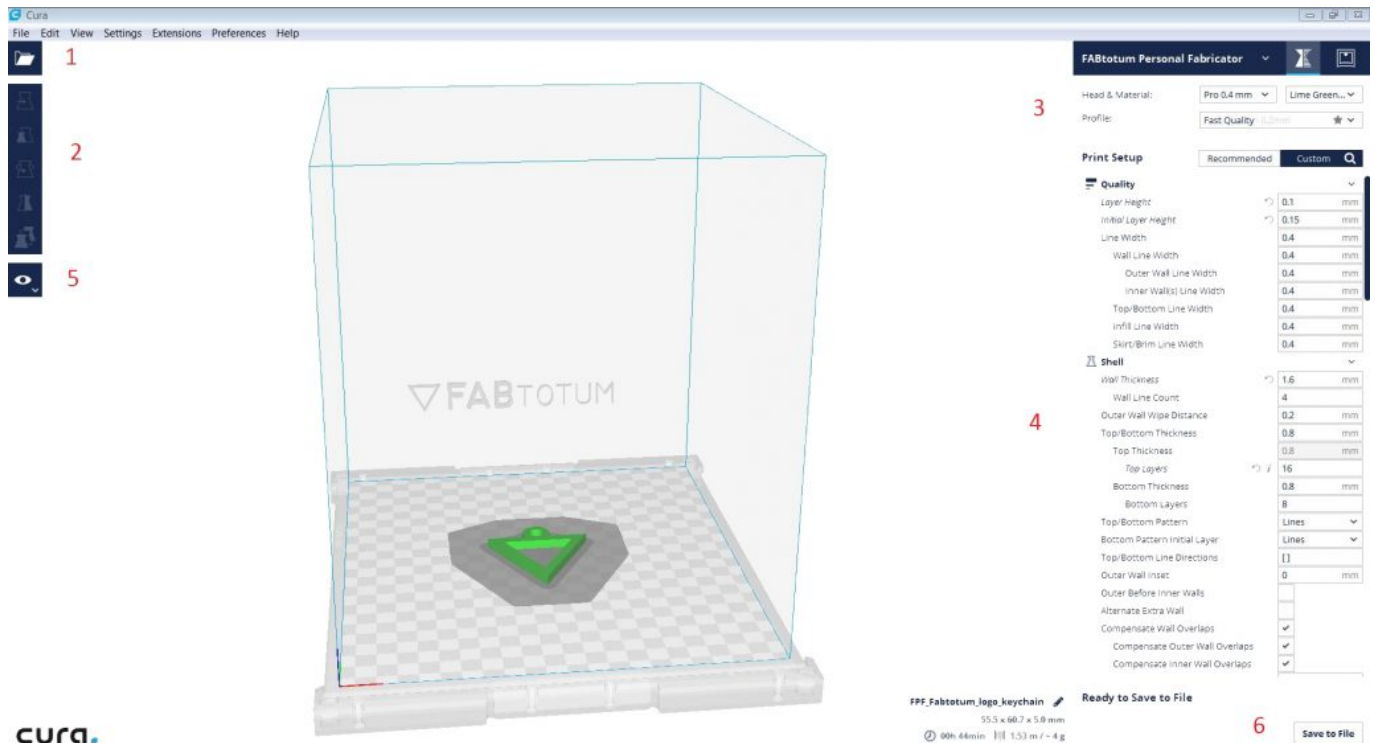 Cura
File Edit View Settings Extensions Preferences Help
1
2
5
FABTOTUM
FABtotum Personal Fabricator
3
Head & Material: Pro 0.4 mm Lime Green...
Profile: Fast Quality 0.2mm
Print Setup Recommended Custom
Quality
Layer Height 0.1 mm
Initial Layer Height 0.15 mm
Line Width 0.4 mm
Wall Line Width 0.4 mm
Outer Wall Line Width 0.4 mm
Inner Wall(s) Line Width 0.4 mm
Top/Bottom Line Width 0.4 mm
Infill Line Width 0.4 mm
Skirt/Brim Line Width 0.4 mm
Shell
Wall Thickness 1.6 mm
Wall Line Count 4
4
Outer Wall Wipe Distance 0.2 mm
Top/Bottom Thickness 0.8 mm
Top Thickness 0.8 mm
Top Layers i 16
Bottom Thickness 0.8 mm
Bottom Layers 8
Top/Bottom Pattern Lines
Bottom Pattern Initial Layer Lines
Top/Bottom Line Directions []
Outer Wall Inset 0 mm
Outer Before Inner Walls
Alternate Extra Wall
Compensate Wall Overlaps
Compensate Outer Wall Overlaps
Compensate Inner Wall Overlaps
FPF_Fabtotum_logo_keychain
55.5 x 60.7 x 5.0 mm
00h 44min 1.53 m / ~ 4 g
Ready to Save to File
6
Save to File
cura.